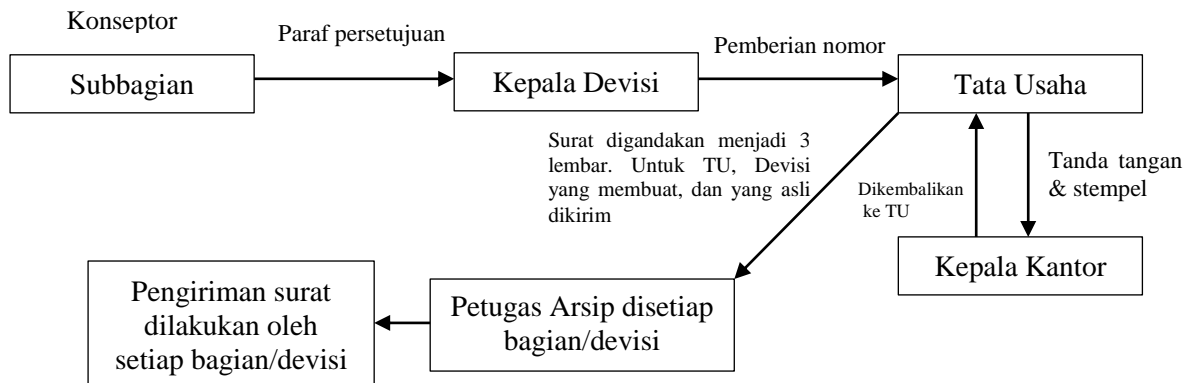 Konseptor
Subbagian
Paraf persetujuan
Kepala Devisi
Pemberian nomor
Tata Usaha
Surat digandakan menjadi 3
lembar. Untuk TU, Devisi
yang membuat, dan yang asli
dikirim
Dikembalikan
ke TU
Tanda tangan
& stempel
Kepala Kantor
Petugas Arsip disetiap
bagian/devisi
Pengiriman surat
dilakukan oleh
setiap bagian/devisi